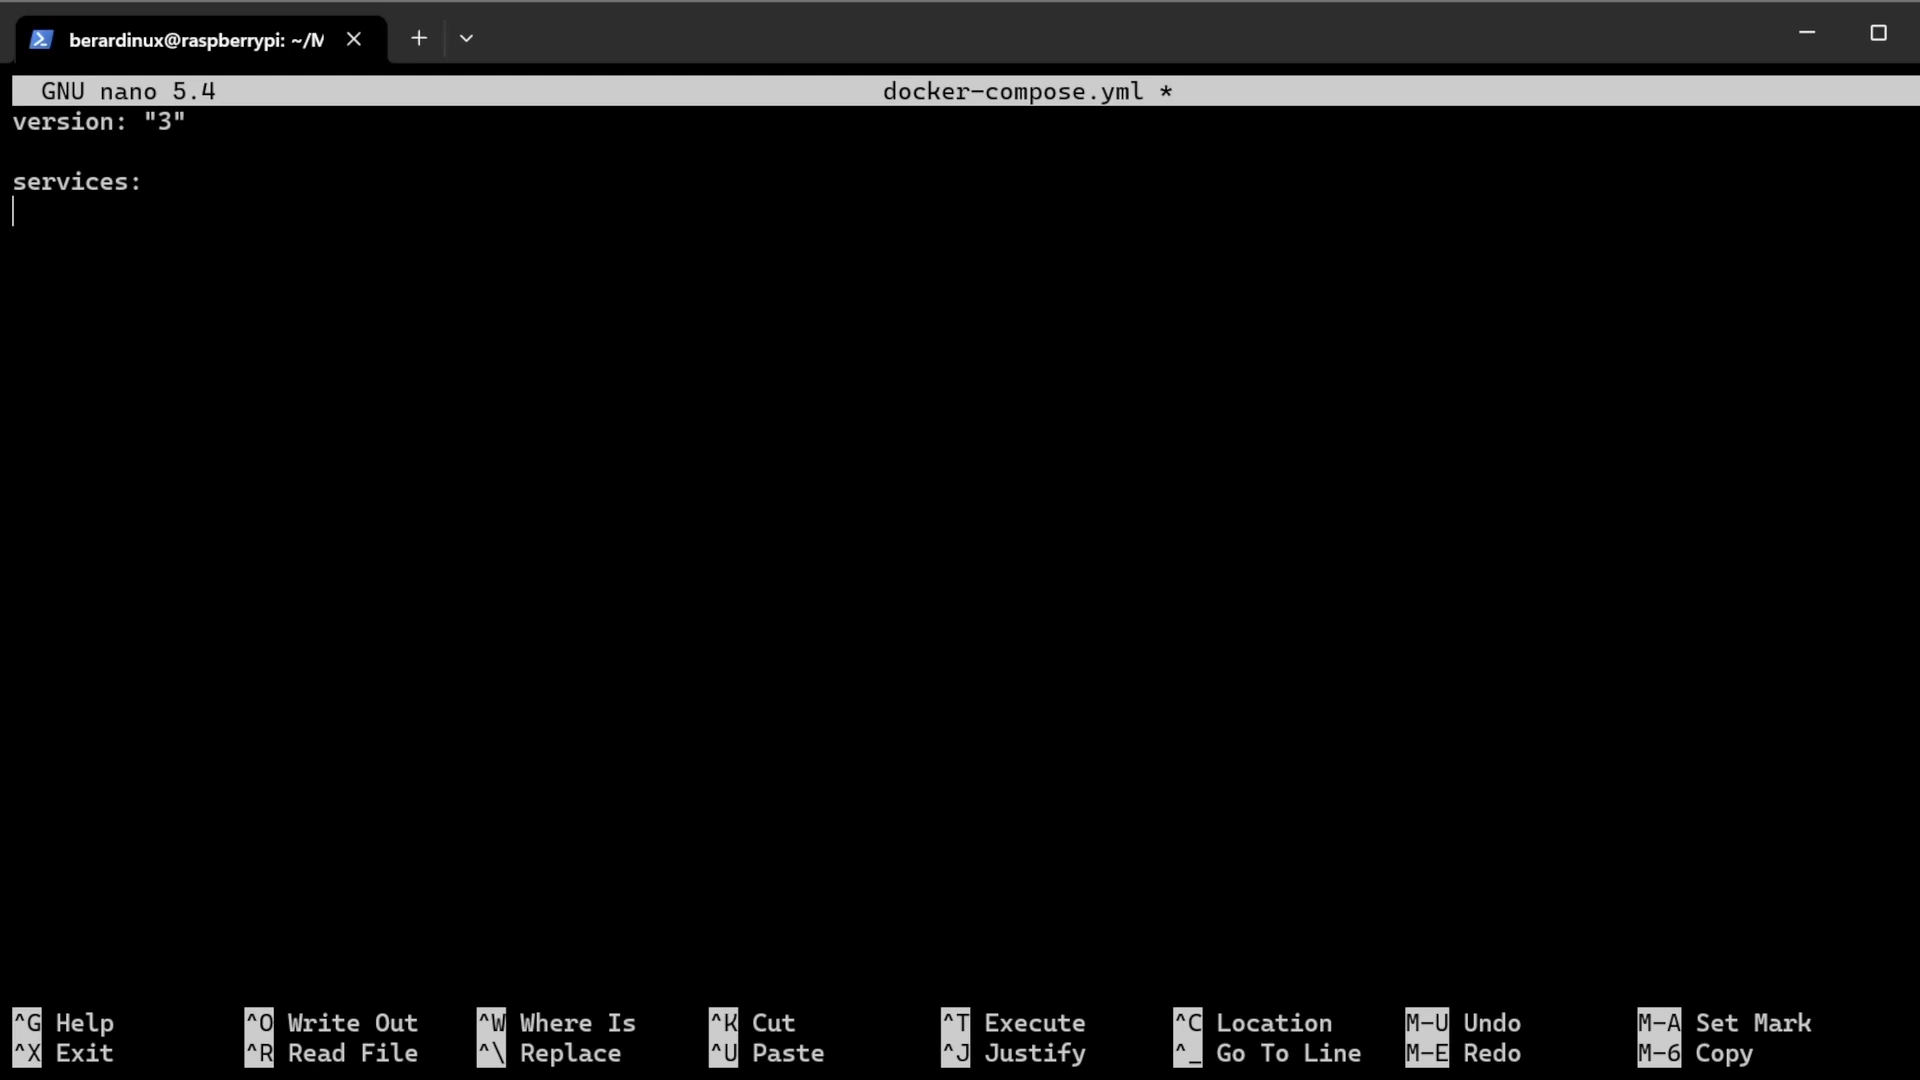 berardinux@raspberrypi: ~/M
GNU nano 5.4 docker-compose.yml *
version: "3"
services:
^G Help ^O Write Out ^W Where Is ^K Cut ^T Execute ^C Location M-U Undo M-A Set Mark
^X Exit ^R Read File ^\ Replace ^U Paste ^J Justify ^_ Go To Line M-E Redo M-6 Copy